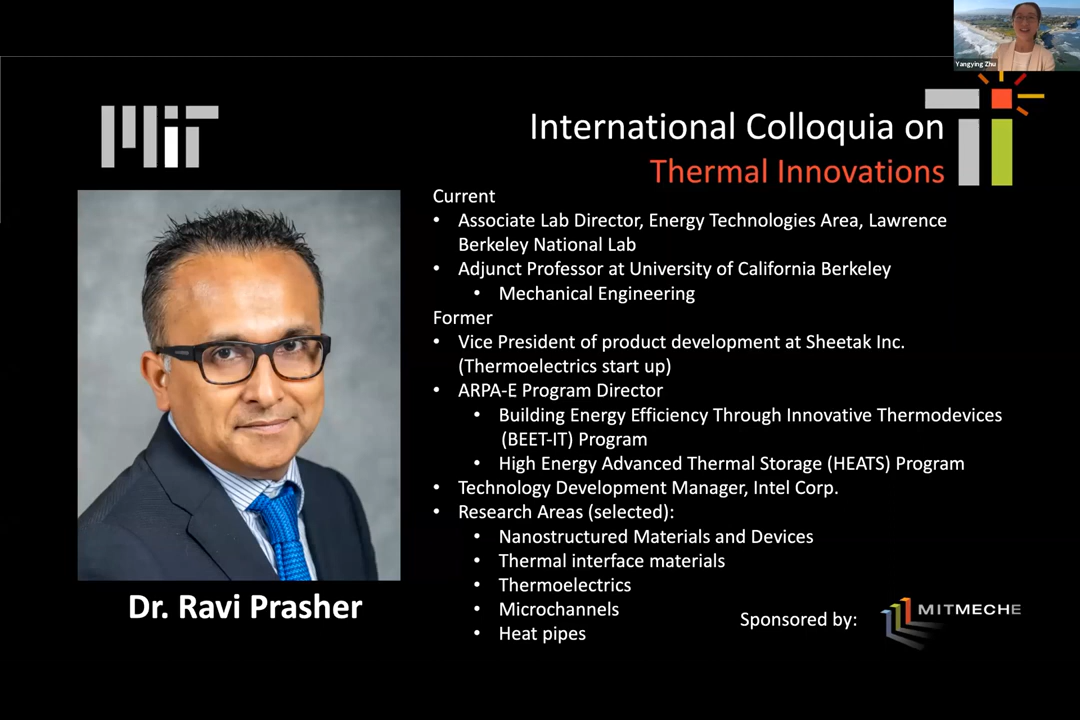 Yangying Zhu
MIT
International Colloquia on
Thermal Innovations
Ti
Current
• Associate Lab Director, Energy Technologies Area, Lawrence
Berkeley National Lab
• Adjunct Professor at University of California Berkeley
• Mechanical Engineering
Former
• Vice President of product development at Sheetak Inc.
(Thermoelectrics start up)
• ARPA-E Program Director
• Building Energy Efficiency Through Innovative Thermodevices
(BEET-IT) Program
• High Energy Advanced Thermal Storage (HEATS) Program
• Technology Development Manager, Intel Corp.
• Research Areas (selected):
• Nanostructured Materials and Devices
• Thermal interface materials
• Thermoelectrics
• Microchannels
• Heat pipes
Dr. Ravi Prasher
Sponsored by:
MITMECHE